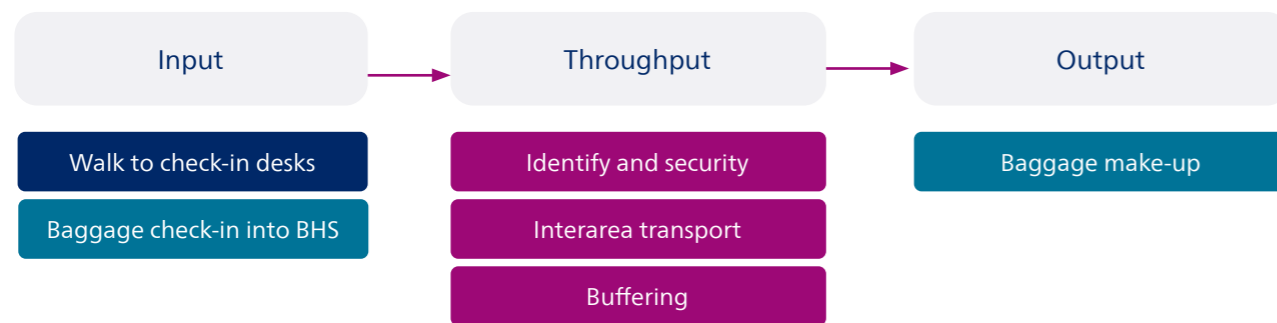 Input
Throughput
Output
Walk to check-in desks
Identify and security
Baggage make-up
Baggage check-in into BHS
Interarea transport
Buffering